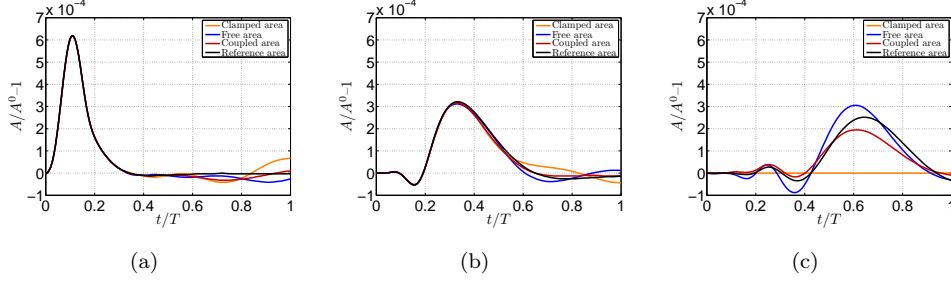 7 x 10⁻⁴
6
5
4
3
2
1
0
−1
A/A⁰−1
0 0.2 0.4 0.6 0.8 1
t/T
Clamped area
Free area
Coupled area
Reference area
(a)
7 x 10⁻⁴
6
5
4
3
2
1
0
−1
A/A⁰−1
0 0.2 0.4 0.6 0.8 1
t/T
Clamped area
Free area
Coupled area
Reference area
(b)
7 x 10⁻⁴
6
5
4
3
2
1
0
−1
A/A⁰−1
0 0.2 0.4 0.6 0.8 1
t/T
Clamped area
Free area
Coupled area
Reference area
(c)